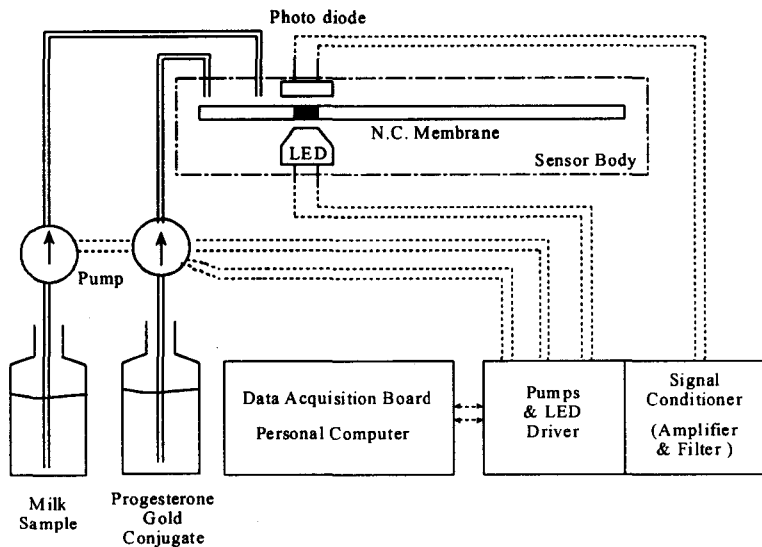 Photo diode
N.C. Membrane
LED
Sensor Body
Pump
Data Acquisition Board
Personal Computer
Pumps
& LED
Driver
Signal
Conditioner
(Amplifier
& Filter )
Milk
Sample
Progesterone
Gold
Conjugate